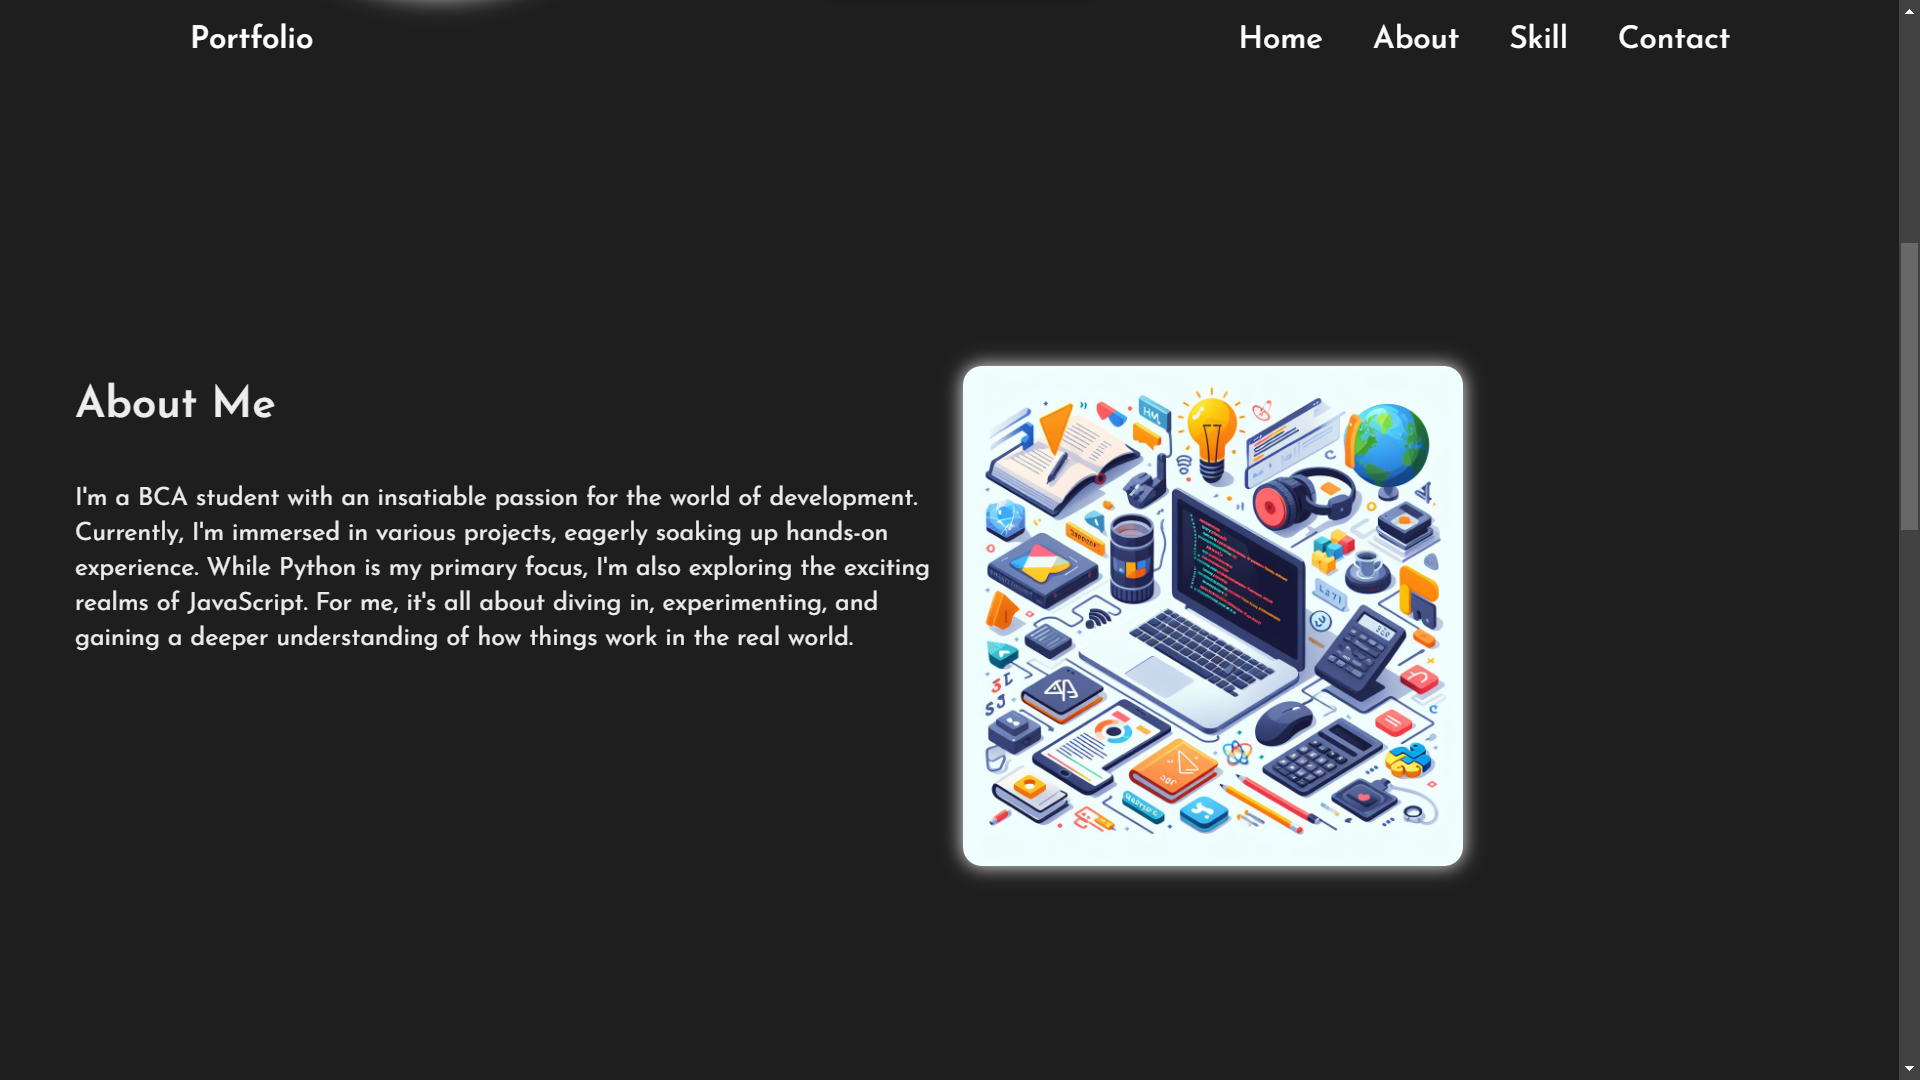 Portfolio
Home About Skill Contact
About Me
I'm a BCA student with an insatiable passion for the world of development.
Currently, I'm immersed in various projects, eagerly soaking up hands-on
experience. While Python is my primary focus, I'm also exploring the exciting
realms of JavaScript. For me, it's all about diving in, experimenting, and
gaining a deeper understanding of how things work in the real world.